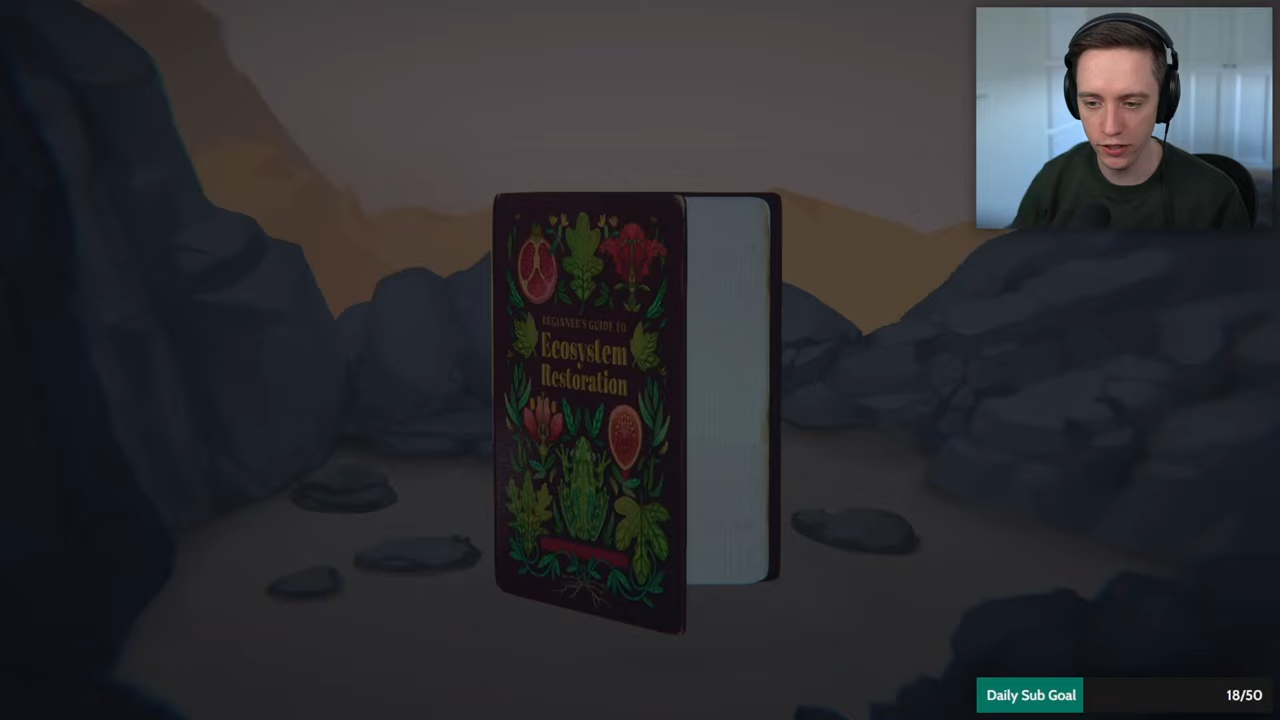 BEGINNER'S GUIDE TO
Ecosystem
Restoration
Daily Sub Goal
18/50